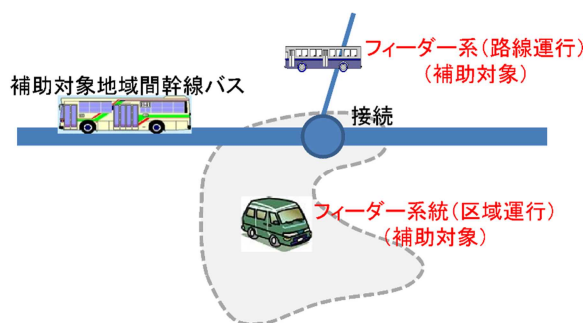 フィーダー系(路線運行)
(補助対象)
補助対象地域間幹線バス
接続
フィーダー系統(区域運行)
(補助対象)